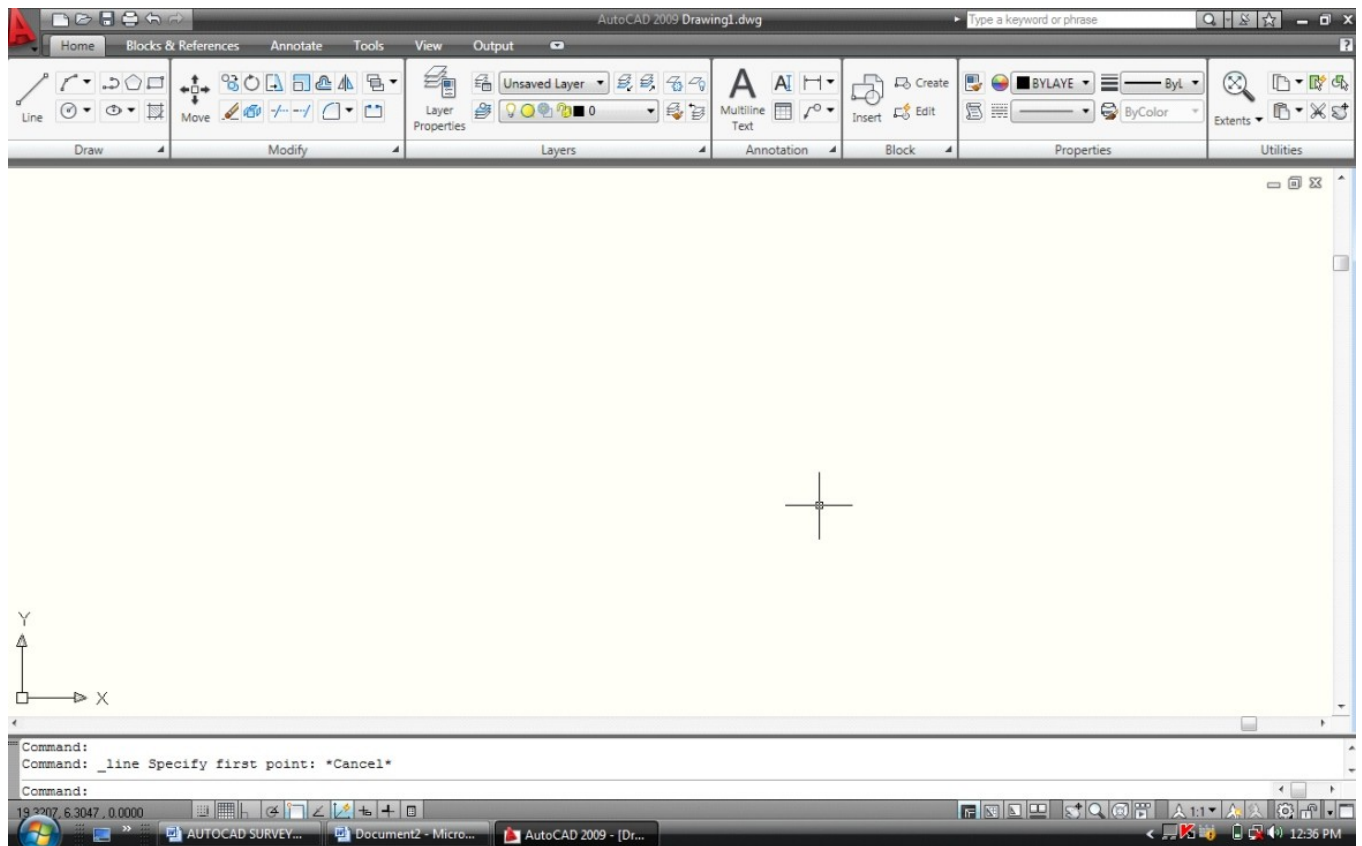 AutoCAD 2009 Drawing1.dwg Type a keyword or phrase
Home Blocks & References Annotate Tools View Output
Line Move Layer Properties Unsaved Layer 0 Multiline Text Insert Create Edit BYLAYE ByL ByColor Extents
Draw Modify Layers Annotation Block Properties Utilities
Y
X
Command:
Command: _line Specify first point: *Cancel*
Command:
19.3207, 6.3047, 0.0000 1:1
AUTOCAD SURVEY... Document2 - Micro... AutoCAD 2009 - [Dr... 12:36 PM